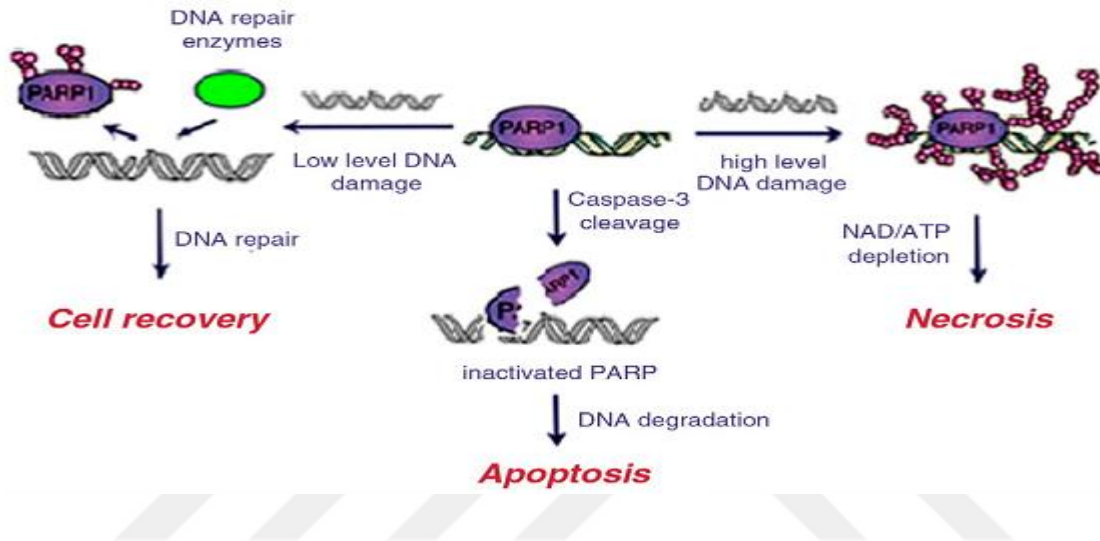 DNA repair
enzymes
PARP1
PARP1
PARP1
Low level DNA
damage
high level
DNA damage
Caspase-3
cleavage
DNA repair
NAD/ATP
depletion
Cell recovery
Necrosis
inactivated PARP
DNA degradation
Apoptosis